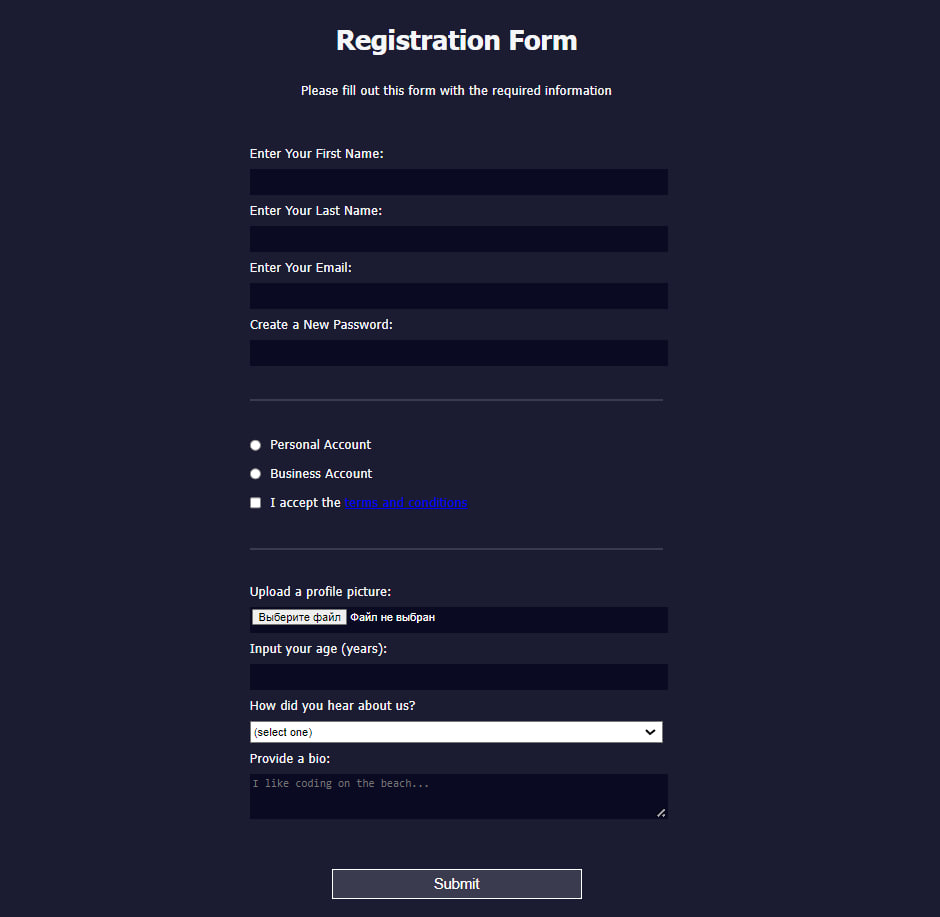 Registration Form
Please fill out this form with the required information
Enter Your First Name:
Enter Your Last Name:
Enter Your Email:
Create a New Password:
Personal Account
Business Account
I accept the terms and conditions
Upload a profile picture:
Выберите файл Файл не выбран
Input your age (years):
How did you hear about us?
(select one)
Provide a bio:
I like coding on the beach...
Submit